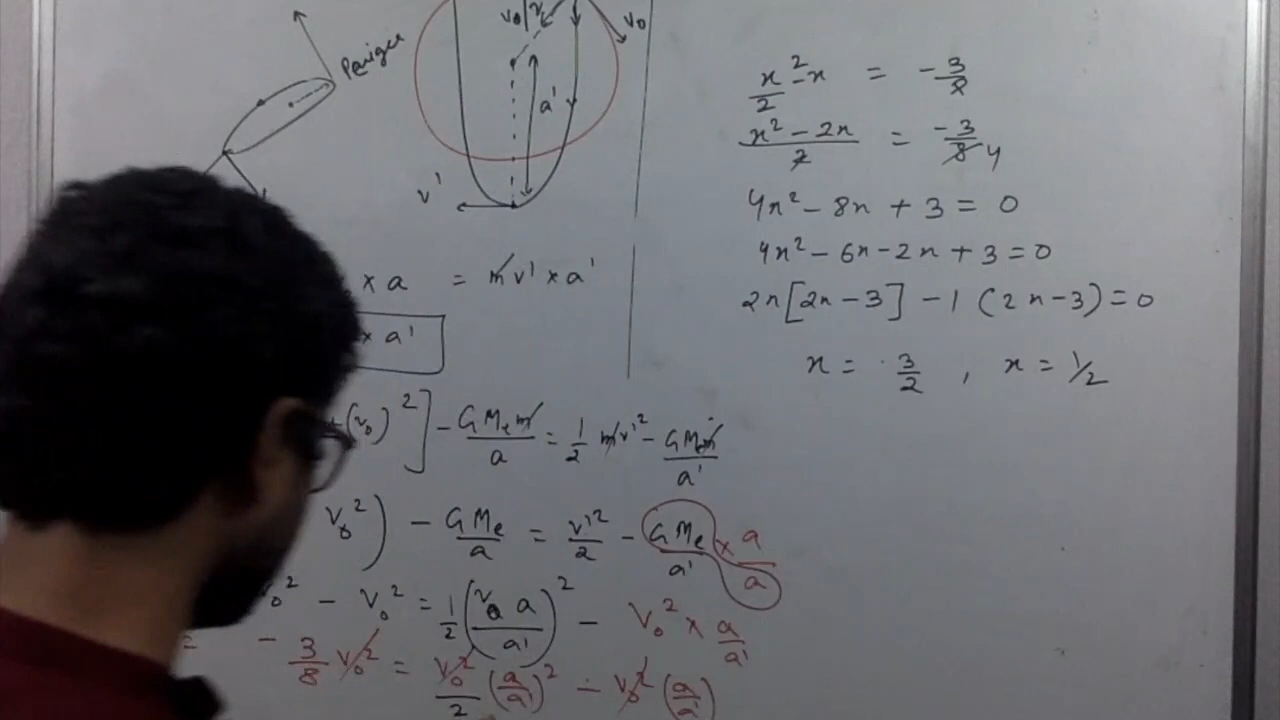 Perigee
v₀/2
v₀
a'
v'
× a = mv' × a'
× a'
(v₀)²] - GMₑm/a = 1/2 mv'² - GMₑm/a'
v₀²) - GMₑ/a = v'²/2 - GMₑ/a' × a/a
v₀² - v₀² = 1/2 (v₀ a/a')² - v₀² × a/a'
= - 3/8 v₀² = v₀²/2 (a/a')² - v₀² (a/a')
x²/2 - x = -3/8
x² - 2x/2 = -3/8 4
4x² - 8x + 3 = 0
4x² - 6x - 2x + 3 = 0
2x[2x - 3] - 1 (2x - 3) = 0
x = 3/2 , x = 1/2